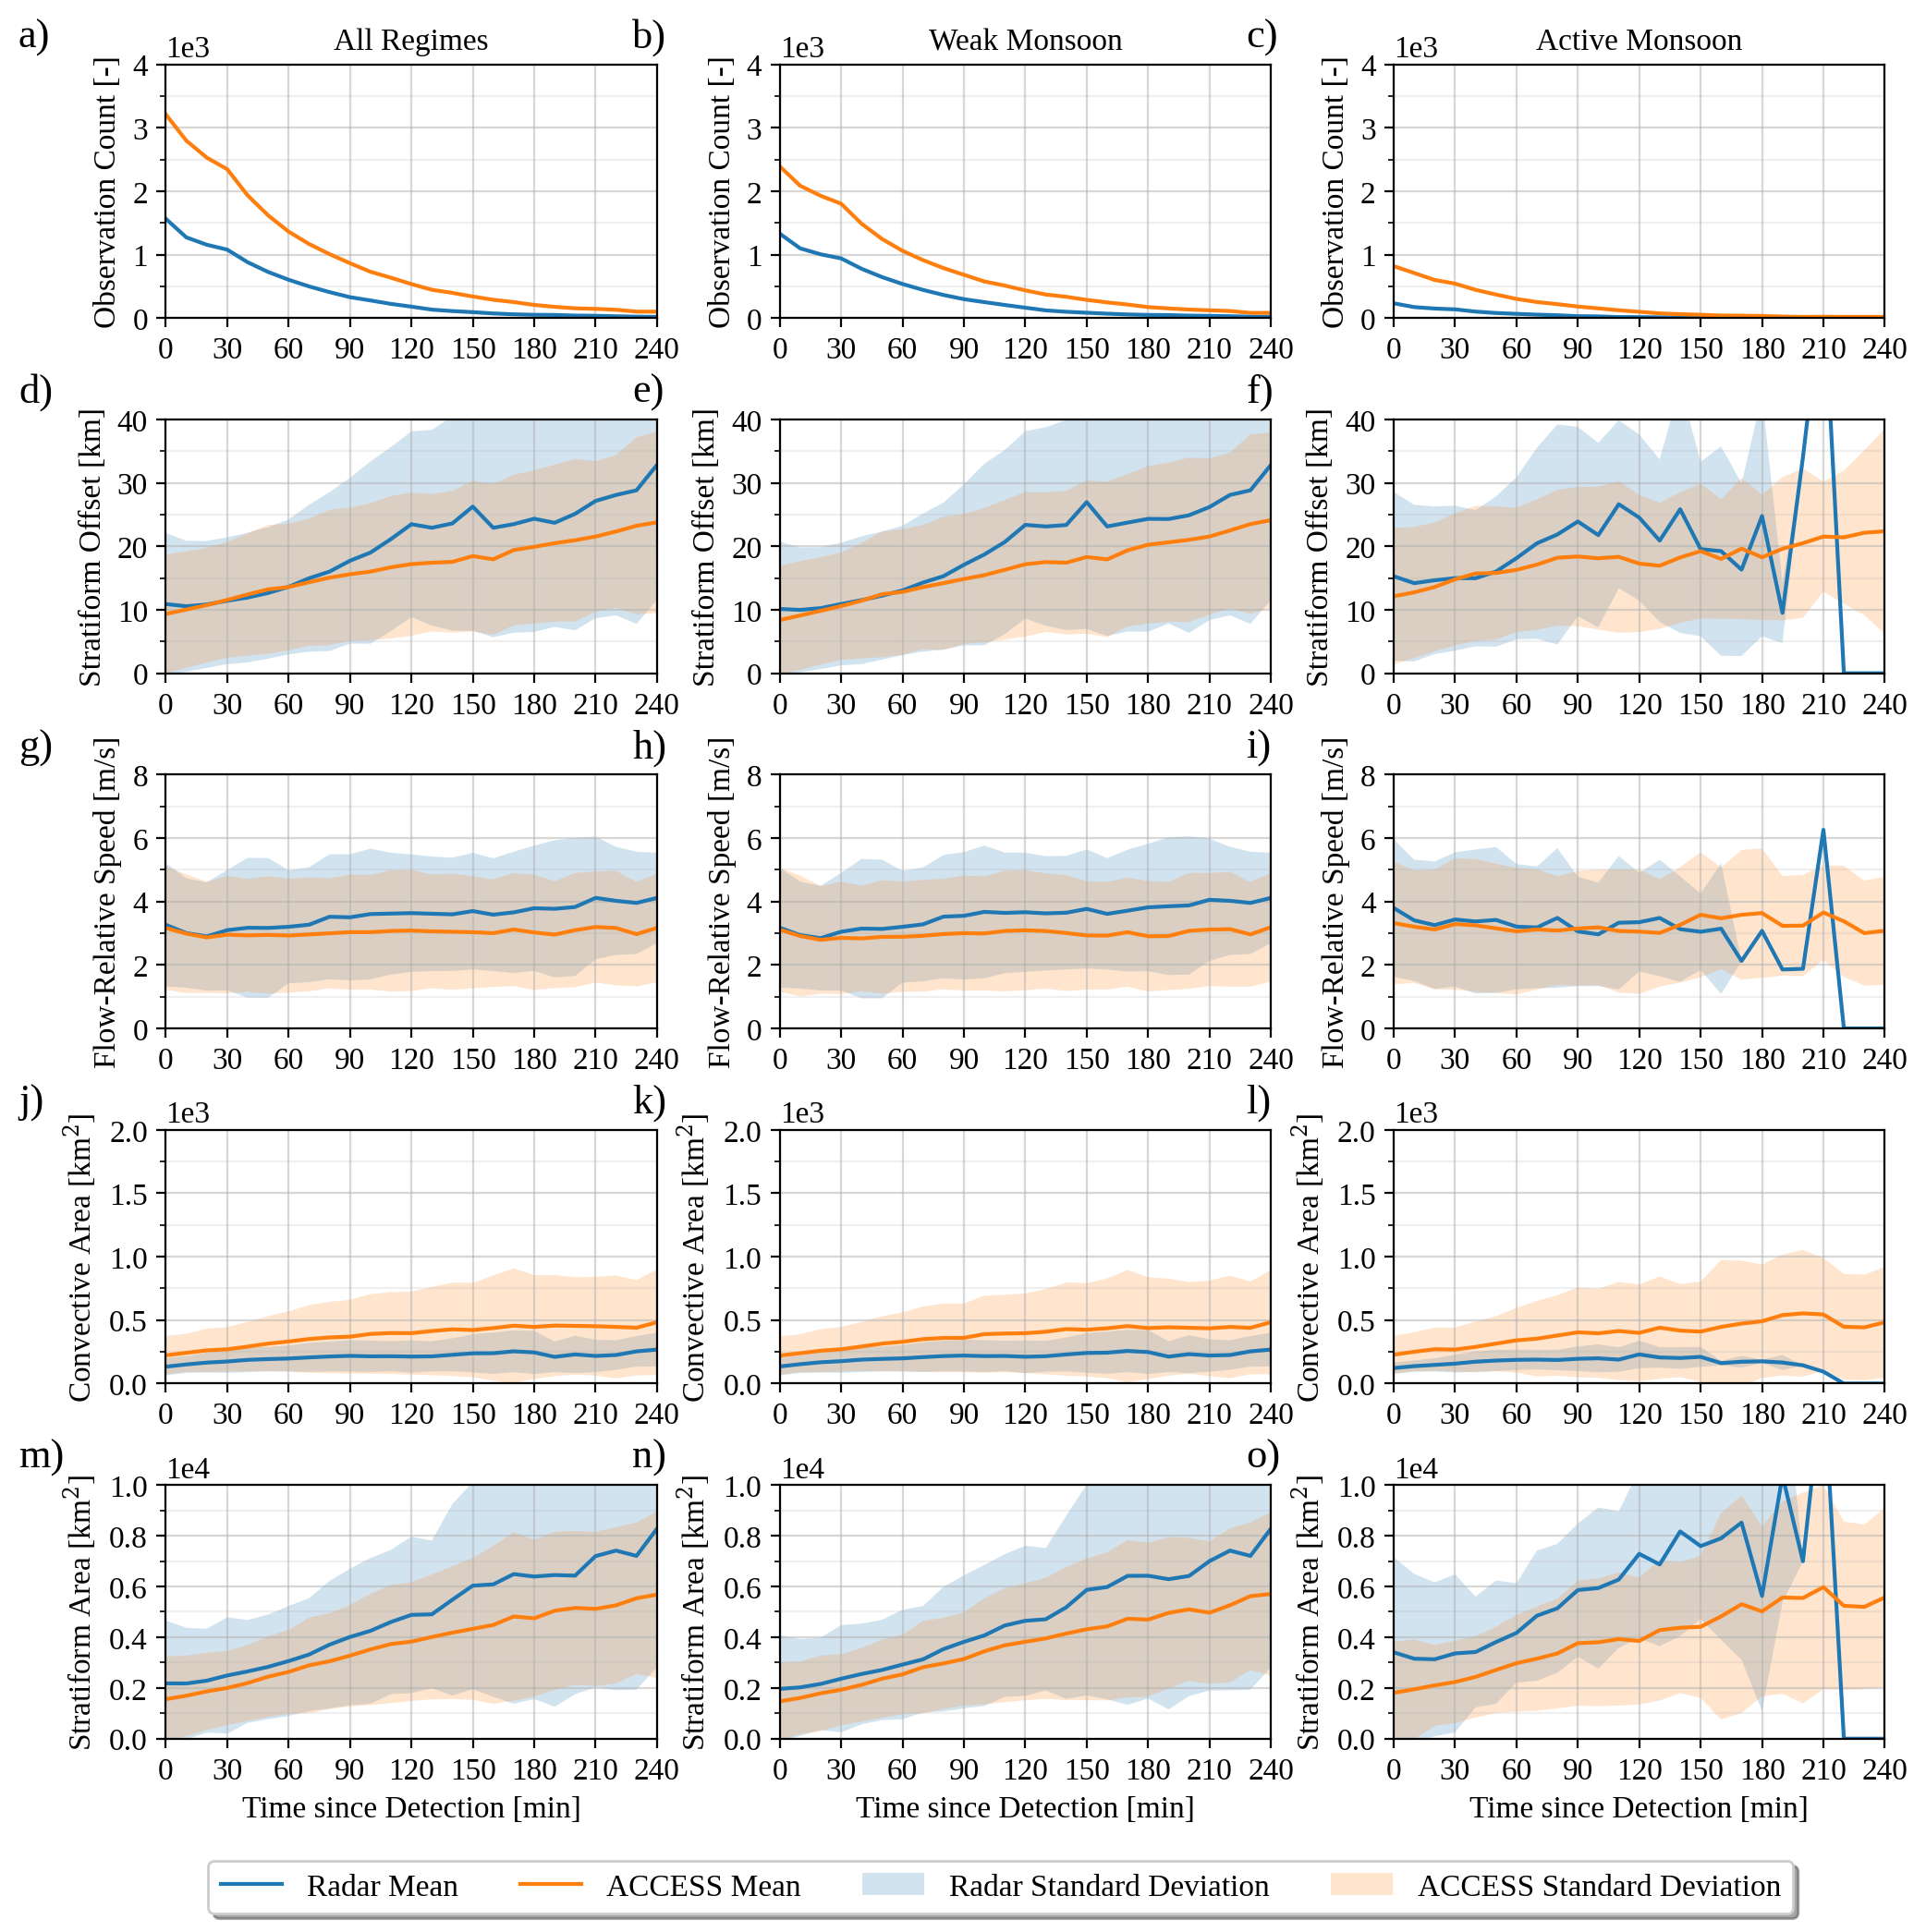 a) 1e3 All Regimes b) 1e3 Weak Monsoon c) 1e3 Active Monsoon
Observation Count [-] 4 3 2 1 0
0 30 60 90 120 150 180 210 240
Observation Count [-] 4 3 2 1 0
0 30 60 90 120 150 180 210 240
Observation Count [-] 4 3 2 1 0
0 30 60 90 120 150 180 210 240
d) e) f)
Stratiform Offset [km] 40 30 20 10 0
0 30 60 90 120 150 180 210 240
Stratiform Offset [km] 40 30 20 10 0
0 30 60 90 120 150 180 210 240
Stratiform Offset [km] 40 30 20 10 0
0 30 60 90 120 150 180 210 240
g) h) i)
Flow-Relative Speed [m/s] 8 6 4 2 0
0 30 60 90 120 150 180 210 240
Flow-Relative Speed [m/s] 8 6 4 2 0
0 30 60 90 120 150 180 210 240
Flow-Relative Speed [m/s] 8 6 4 2 0
0 30 60 90 120 150 180 210 240
j) 1e3 k) 1e3 l) 1e3
Convective Area [km²] 2.0 1.5 1.0 0.5 0.0
0 30 60 90 120 150 180 210 240
Convective Area [km²] 2.0 1.5 1.0 0.5 0.0
0 30 60 90 120 150 180 210 240
Convective Area [km²] 2.0 1.5 1.0 0.5 0.0
0 30 60 90 120 150 180 210 240
m) 1e4 n) 1e4 o) 1e4
Stratiform Area [km²] 1.0 0.8 0.6 0.4 0.2 0.0
0 30 60 90 120 150 180 210 240
Time since Detection [min]
Stratiform Area [km²] 1.0 0.8 0.6 0.4 0.2 0.0
0 30 60 90 120 150 180 210 240
Time since Detection [min]
Stratiform Area [km²] 1.0 0.8 0.6 0.4 0.2 0.0
0 30 60 90 120 150 180 210 240
Time since Detection [min]
Radar Mean ACCESS Mean Radar Standard Deviation ACCESS Standard Deviation